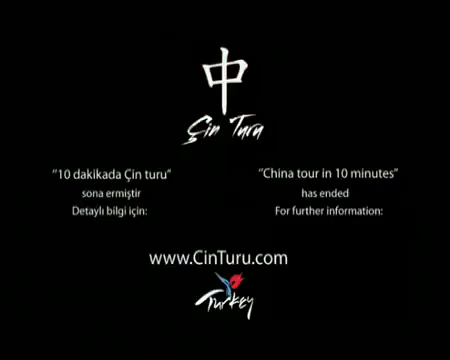 中
Çin Turu
"10 dakikada Çin turu"
sona ermiştir
Detaylı bilgi için:
"China tour in 10 minutes"
has ended
For further information:
www.CinTuru.com
Turkey